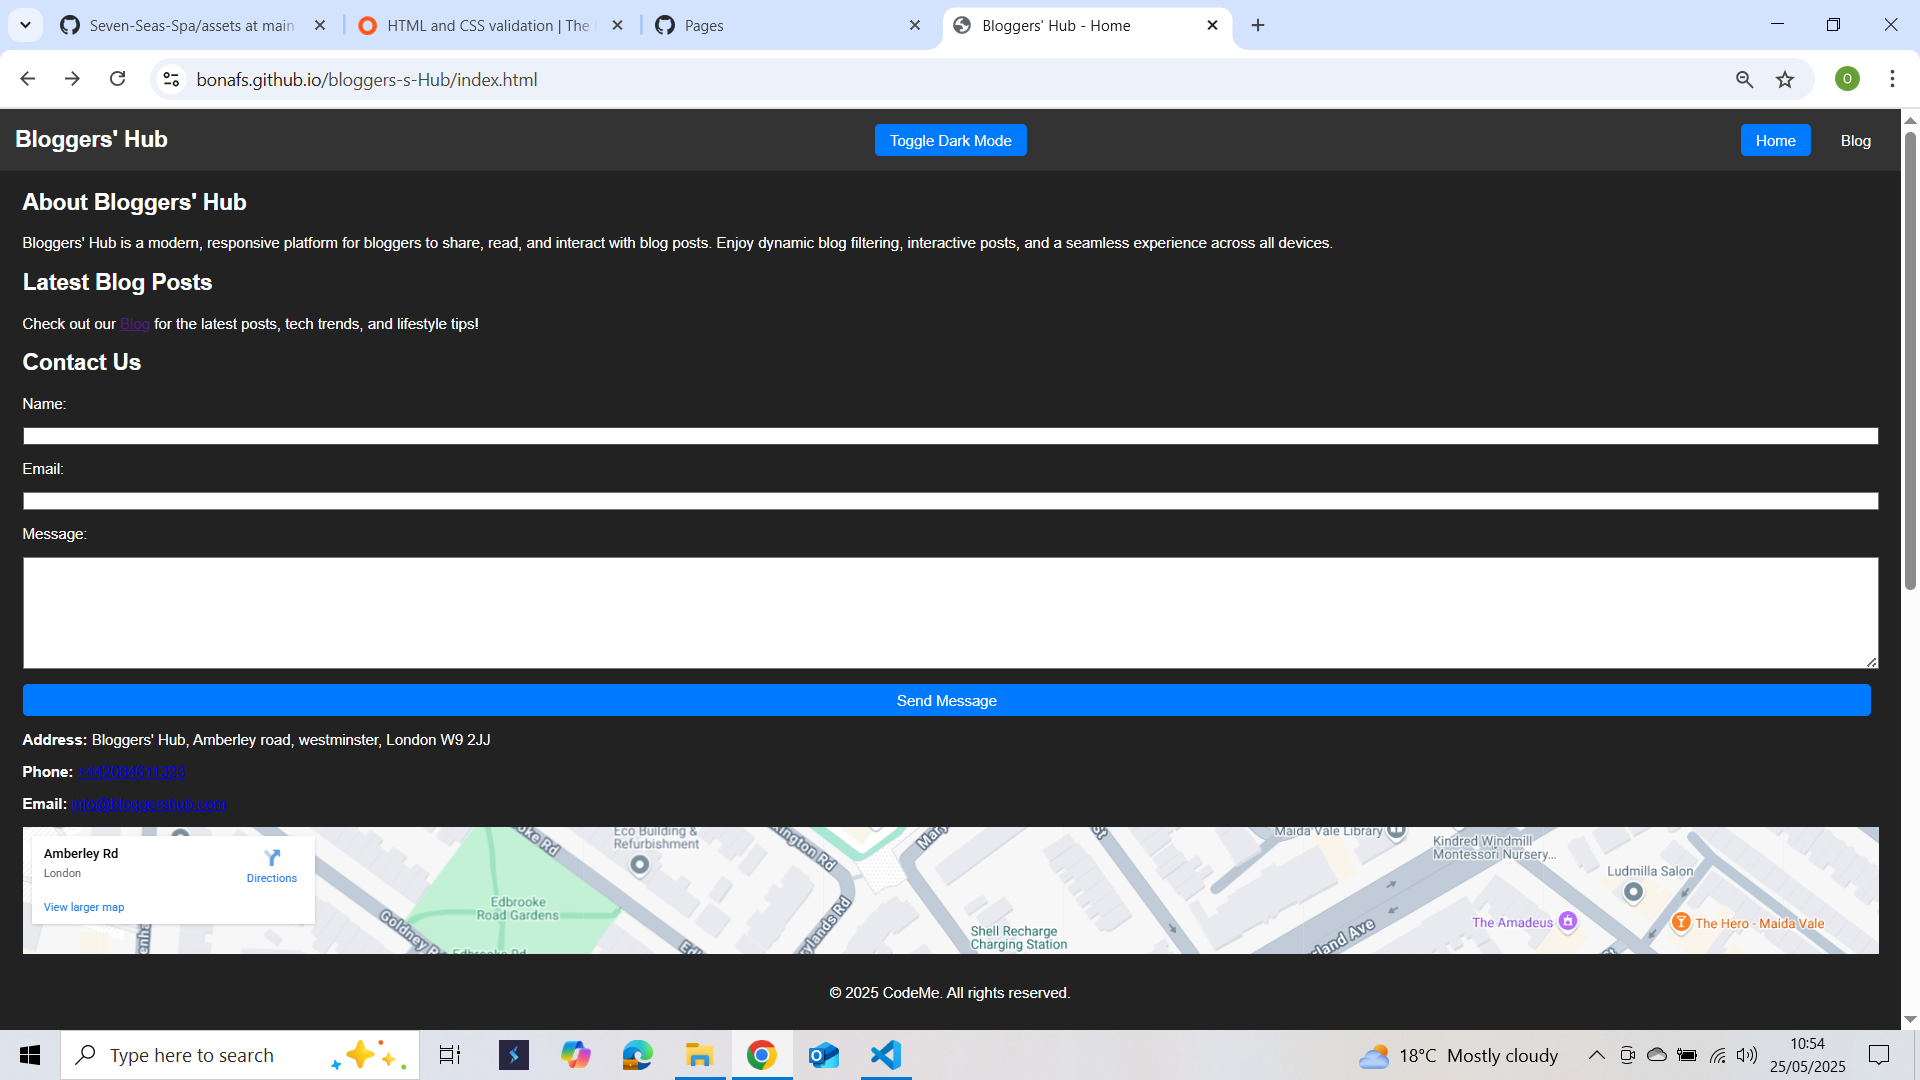 Seven-Seas-Spa/assets at main
HTML and CSS validation | The
Pages
Bloggers' Hub - Home
bonafs.github.io/bloggers-s-Hub/index.html
O
Bloggers' Hub
Toggle Dark Mode
Home
Blog
About Bloggers' Hub
Bloggers' Hub is a modern, responsive platform for bloggers to share, read, and interact with blog posts. Enjoy dynamic blog filtering, interactive posts, and a seamless experience across all devices.
Latest Blog Posts
Check out our Blog for the latest posts, tech trends, and lifestyle tips!
Contact Us
Name:
Email:
Message:
Send Message
Address: Bloggers' Hub, Amberley road, westminster, London W9 2JJ
Phone:
Email: info@bloggershub.com
Amberley Rd
London
Directions
View larger map
Eco Building &
Refurbishment
Edbrooke
Road Gardens
Edbrooke Rd
Goldney R
Shell Recharge
Charging Station
Maida Vale Library
Kindred Windmill
Montessori Nursery...
Ludmilla Salon
The Amadeus
The Hero - Maida Vale
land Ave
© 2025 CodeMe. All rights reserved.
Type here to search
18°C Mostly cloudy
10:54
25/05/2025